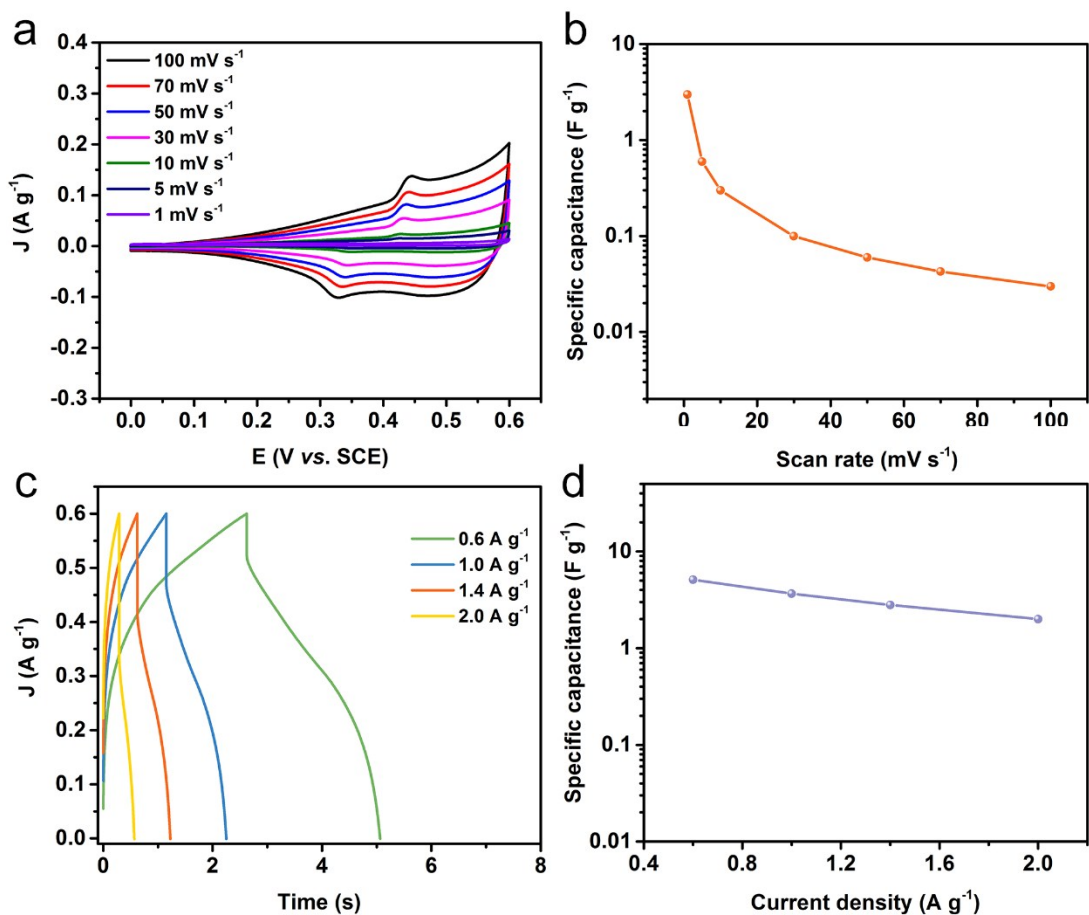 a
0.4
0.3
0.2
0.1
0.0
-0.1
-0.2
-0.3
J (A g⁻¹)
100 mV s⁻¹
70 mV s⁻¹
50 mV s⁻¹
30 mV s⁻¹
10 mV s⁻¹
5 mV s⁻¹
1 mV s⁻¹
0.0 0.1 0.2 0.3 0.4 0.5 0.6
E (V vs. SCE)
b
10
1
0.1
0.01
Specific capacitance (F g⁻¹)
0 20 40 60 80 100
Scan rate (mV s⁻¹)
c
0.6
0.5
0.4
0.3
0.2
0.1
0.0
J (A g⁻¹)
0.6 A g⁻¹
1.0 A g⁻¹
1.4 A g⁻¹
2.0 A g⁻¹
0 2 4 6 8
Time (s)
d
10
1
0.1
0.01
Specific capacitance (F g⁻¹)
0.4 0.8 1.2 1.6 2.0
Current density (A g⁻¹)